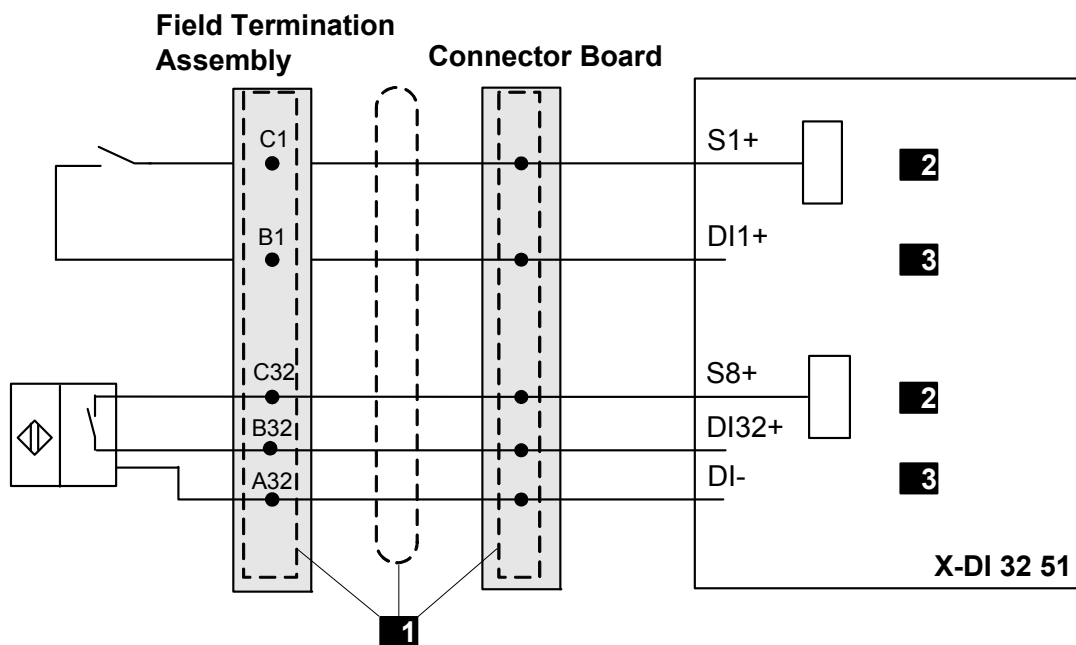 Field Termination
Assembly
Connector Board
C1
S1+
2
B1
DI1+
3
C32
S8+
2
B32
DI32+
A32
DI-
3
X-DI 32 51
1